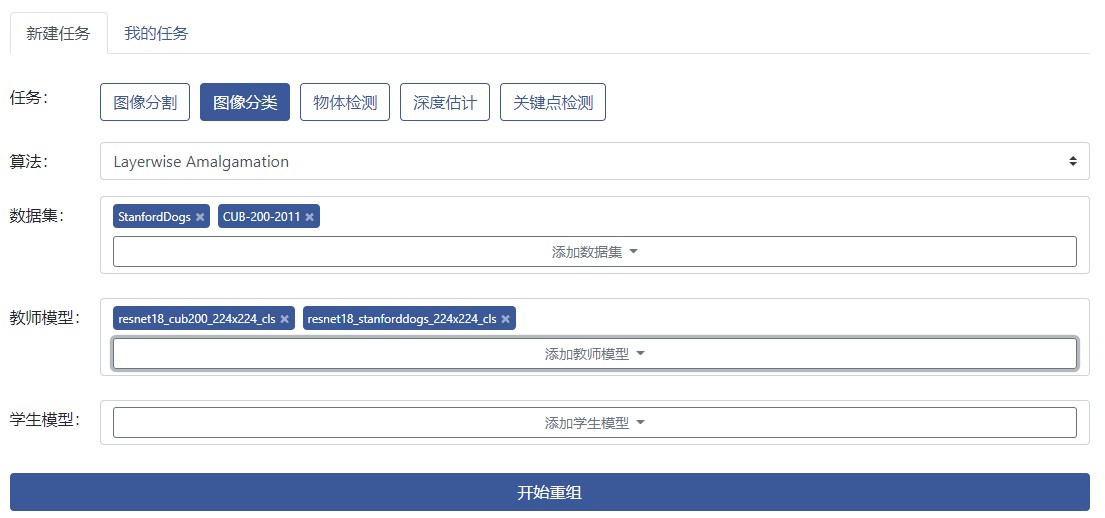 新建任务 我的任务
任务： 图像分割 图像分类 物体检测 深度估计 关键点检测
算法： Layerwise Amalgamation
数据集： StanfordDogs × CUB-200-2011 ×
添加数据集
教师模型： resnet18_cub200_224x224_cls × resnet18_stanforddogs_224x224_cls ×
添加教师模型
学生模型： 添加学生模型
开始重组